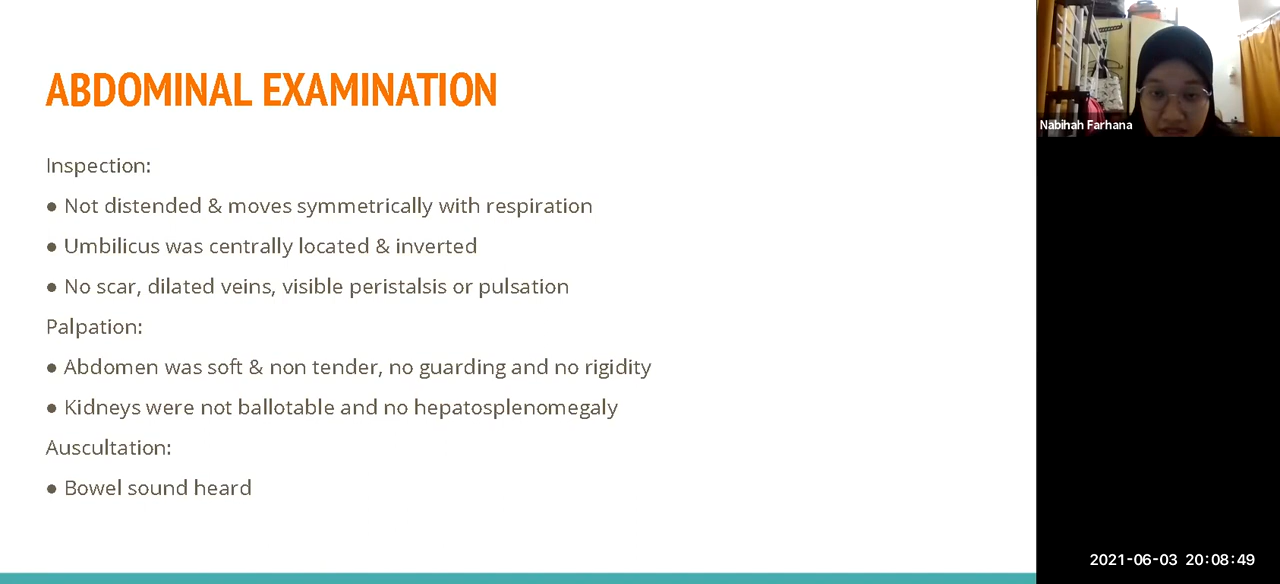 ABDOMINAL EXAMINATION
Inspection:
● Not distended & moves symmetrically with respiration
● Umbilicus was centrally located & inverted
● No scar, dilated veins, visible peristalsis or pulsation
Palpation:
● Abdomen was soft & non tender, no guarding and no rigidity
● Kidneys were not ballotable and no hepatosplenomegaly
Auscultation:
● Bowel sound heard
Nabihah Farhana
2021-06-03 20:08:49